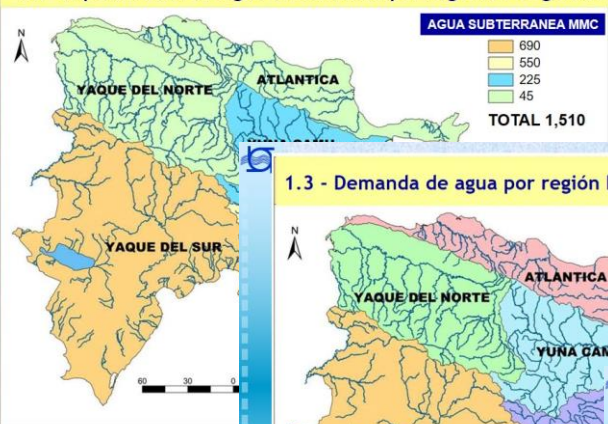 AGUA SUBTERRANEA MMC
690
550
225
45
TOTAL 1,510
N
ATLANTICA
YAQUE DEL NORTE
YAQUE DEL SUR
60 30 0
1.3 - Demanda de agua por región
N
ATLANTICA
YAQUE DEL NORTE
YUNA